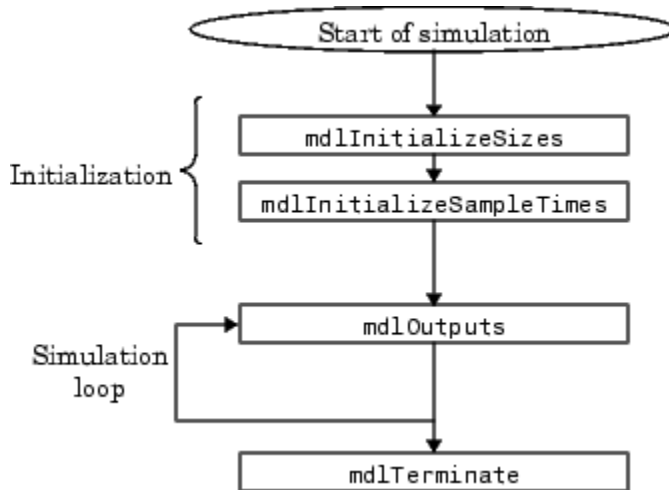 Start of simulation
mdlInitializeSizes
Initialization
mdlInitializeSampleTimes
mdlOutputs
Simulation
loop
mdlTerminate